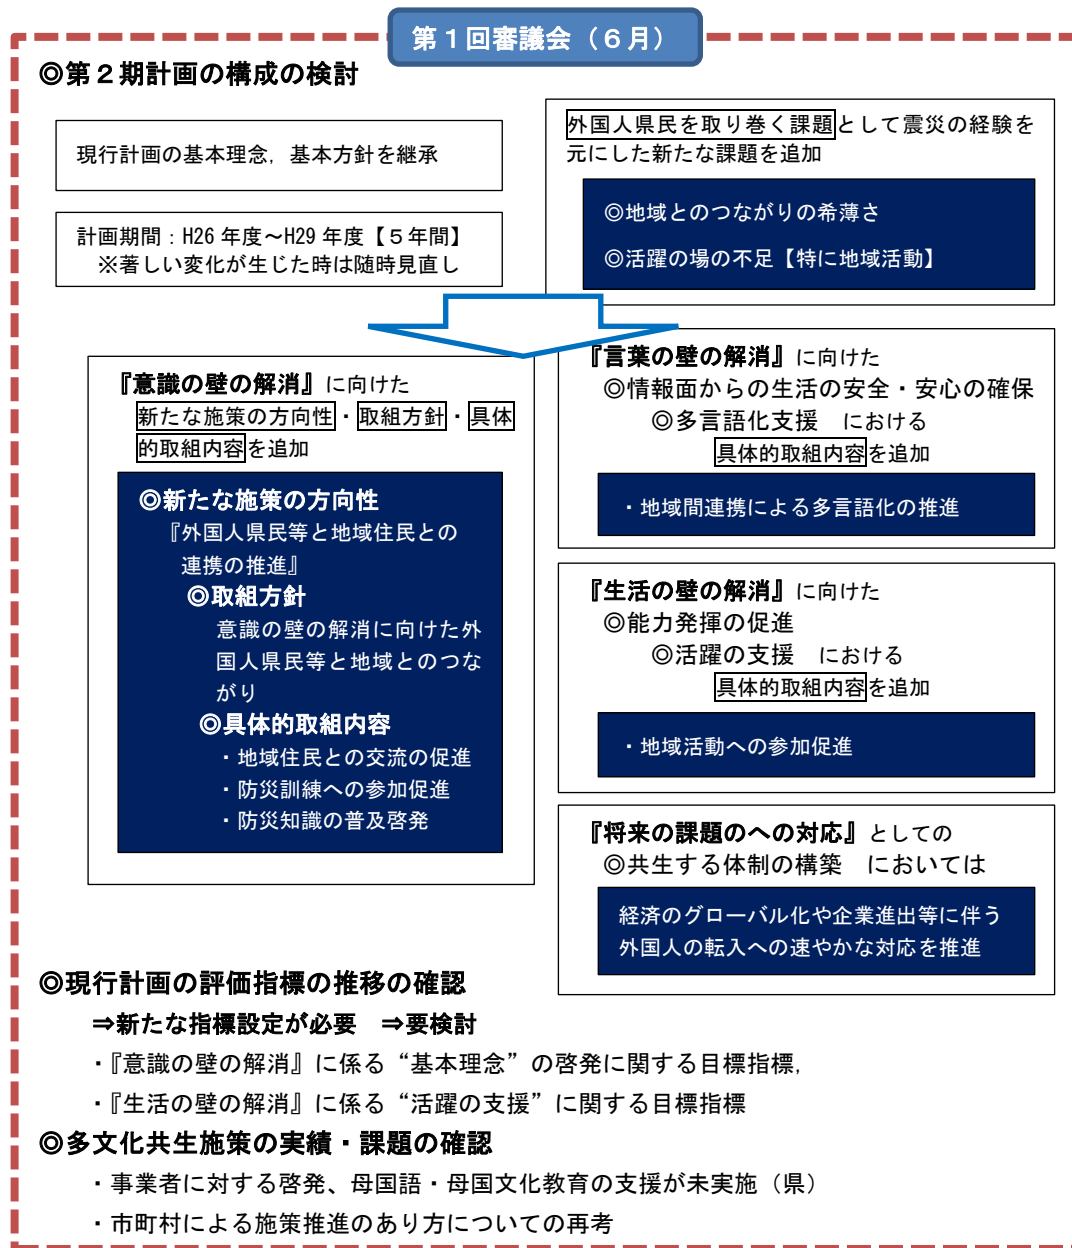 第１回審議会（６月）
◎第２期計画の構成の検討
現行計画の基本理念，基本方針を継承
計画期間：H26 年度～H29 年度【５年間】
※著しい変化が生じた時は随時見直し
外国人県民を取り巻く課題として震災の経験を
元にした新たな課題を追加
◎地域とのつながりの希薄さ
◎活躍の場の不足【特に地域活動】
『意識の壁の解消』に向けた
新たな施策の方向性・取組方針・具体
的取組内容を追加
◎新たな施策の方向性
『外国人県民等と地域住民との
連携の推進』
◎取組方針
意識の壁の解消に向けた外
国人県民等と地域とのつな
がり
◎具体的取組内容
・地域住民との交流の促進
・防災訓練への参加促進
・防災知識の普及啓発
『言葉の壁の解消』に向けた
◎情報面からの生活の安全・安心の確保
◎多言語化支援　における
具体的取組内容を追加
・地域間連携による多言語化の推進
『生活の壁の解消』に向けた
◎能力発揮の促進
◎活躍の支援　における
具体的取組内容を追加
・地域活動への参加促進
『将来の課題のへの対応』としての
◎共生する体制の構築　においては
経済のグローバル化や企業進出等に伴う
外国人の転入への速やかな対応を推進
◎現行計画の評価指標の推移の確認
⇒新たな指標設定が必要　⇒要検討
・『意識の壁の解消』に係る“基本理念”の啓発に関する目標指標，
・『生活の壁の解消』に係る“活躍の支援”に関する目標指標
◎多文化共生施策の実績・課題の確認
・事業者に対する啓発、母国語・母国文化教育の支援が未実施（県）
・市町村による施策推進のあり方についての再考